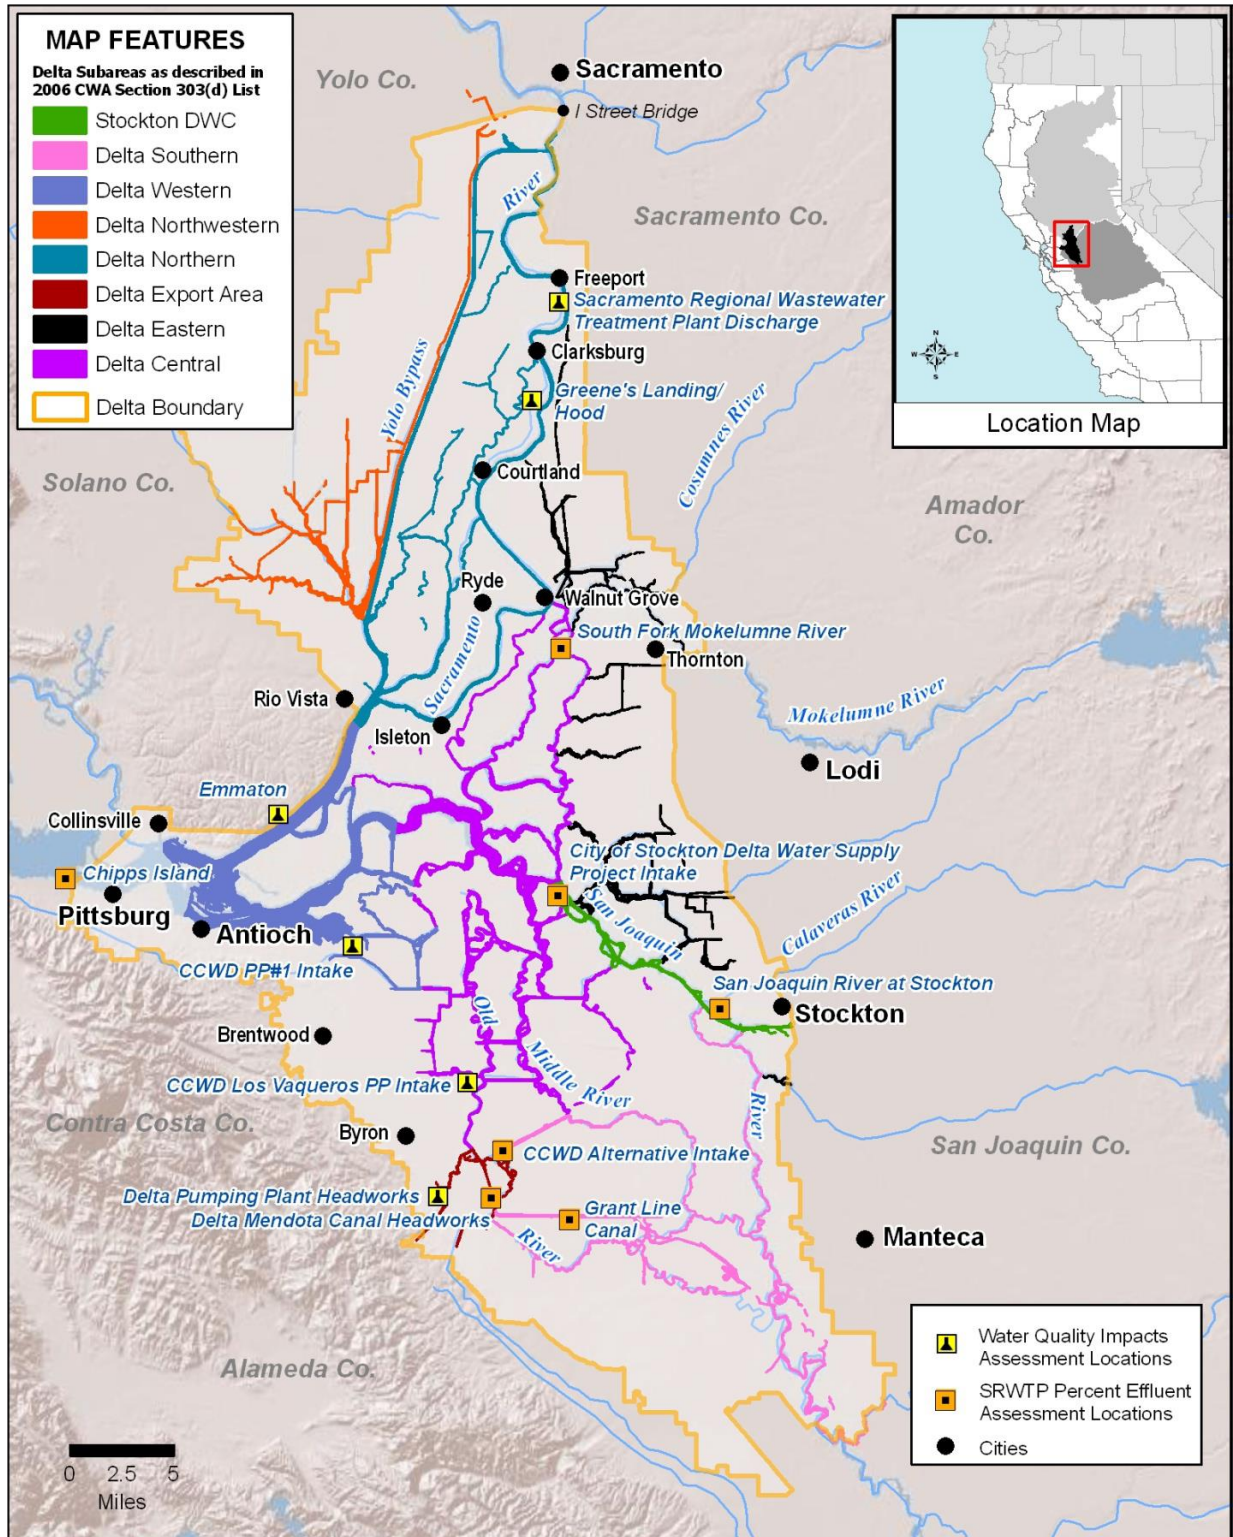 MAP FEATURES
Delta Subareas as described in
2006 CWA Section 303(d) List
Stockton DWC
Delta Southern
Delta Western
Delta Northwestern
Delta Northern
Delta Export Area
Delta Eastern
Delta Central
Delta Boundary
Yolo Co.
Sacramento
I Street Bridge
River
Sacramento Co.
Freeport
Sacramento Regional Wastewater
Treatment Plant Discharge
Clarksburg
Yolo Bypass
Greene's Landing/
Hood
Cosumnes River
N
W
E
S
Location Map
Courtland
Solano Co.
Amador
Co.
Ryde
Walnut Grove
South Fork Mokelumne River
Thornton
Sacramento
Rio Vista
Isleton
Mokelumne River
Lodi
Emmaton
Collinsville
City of Stockton Delta Water Supply
Project Intake
Chipps Island
Pittsburg
Antioch
San Joaquin
Calaveras River
CCWD PP#1 Intake
San Joaquin River at Stockton
Stockton
Old
Brentwood
Middle River
CCWD Los Vaqueros PP Intake
River
Contra Costa Co.
Byron
San Joaquin Co.
CCWD Alternative Intake
Delta Pumping Plant Headworks
Delta Mendota Canal Headworks
Grant Line
Canal
River
Manteca
Alameda Co.
Water Quality Impacts
Assessment Locations
SRWTP Percent Effluent
Assessment Locations
Cities
0 2.5 5
Miles